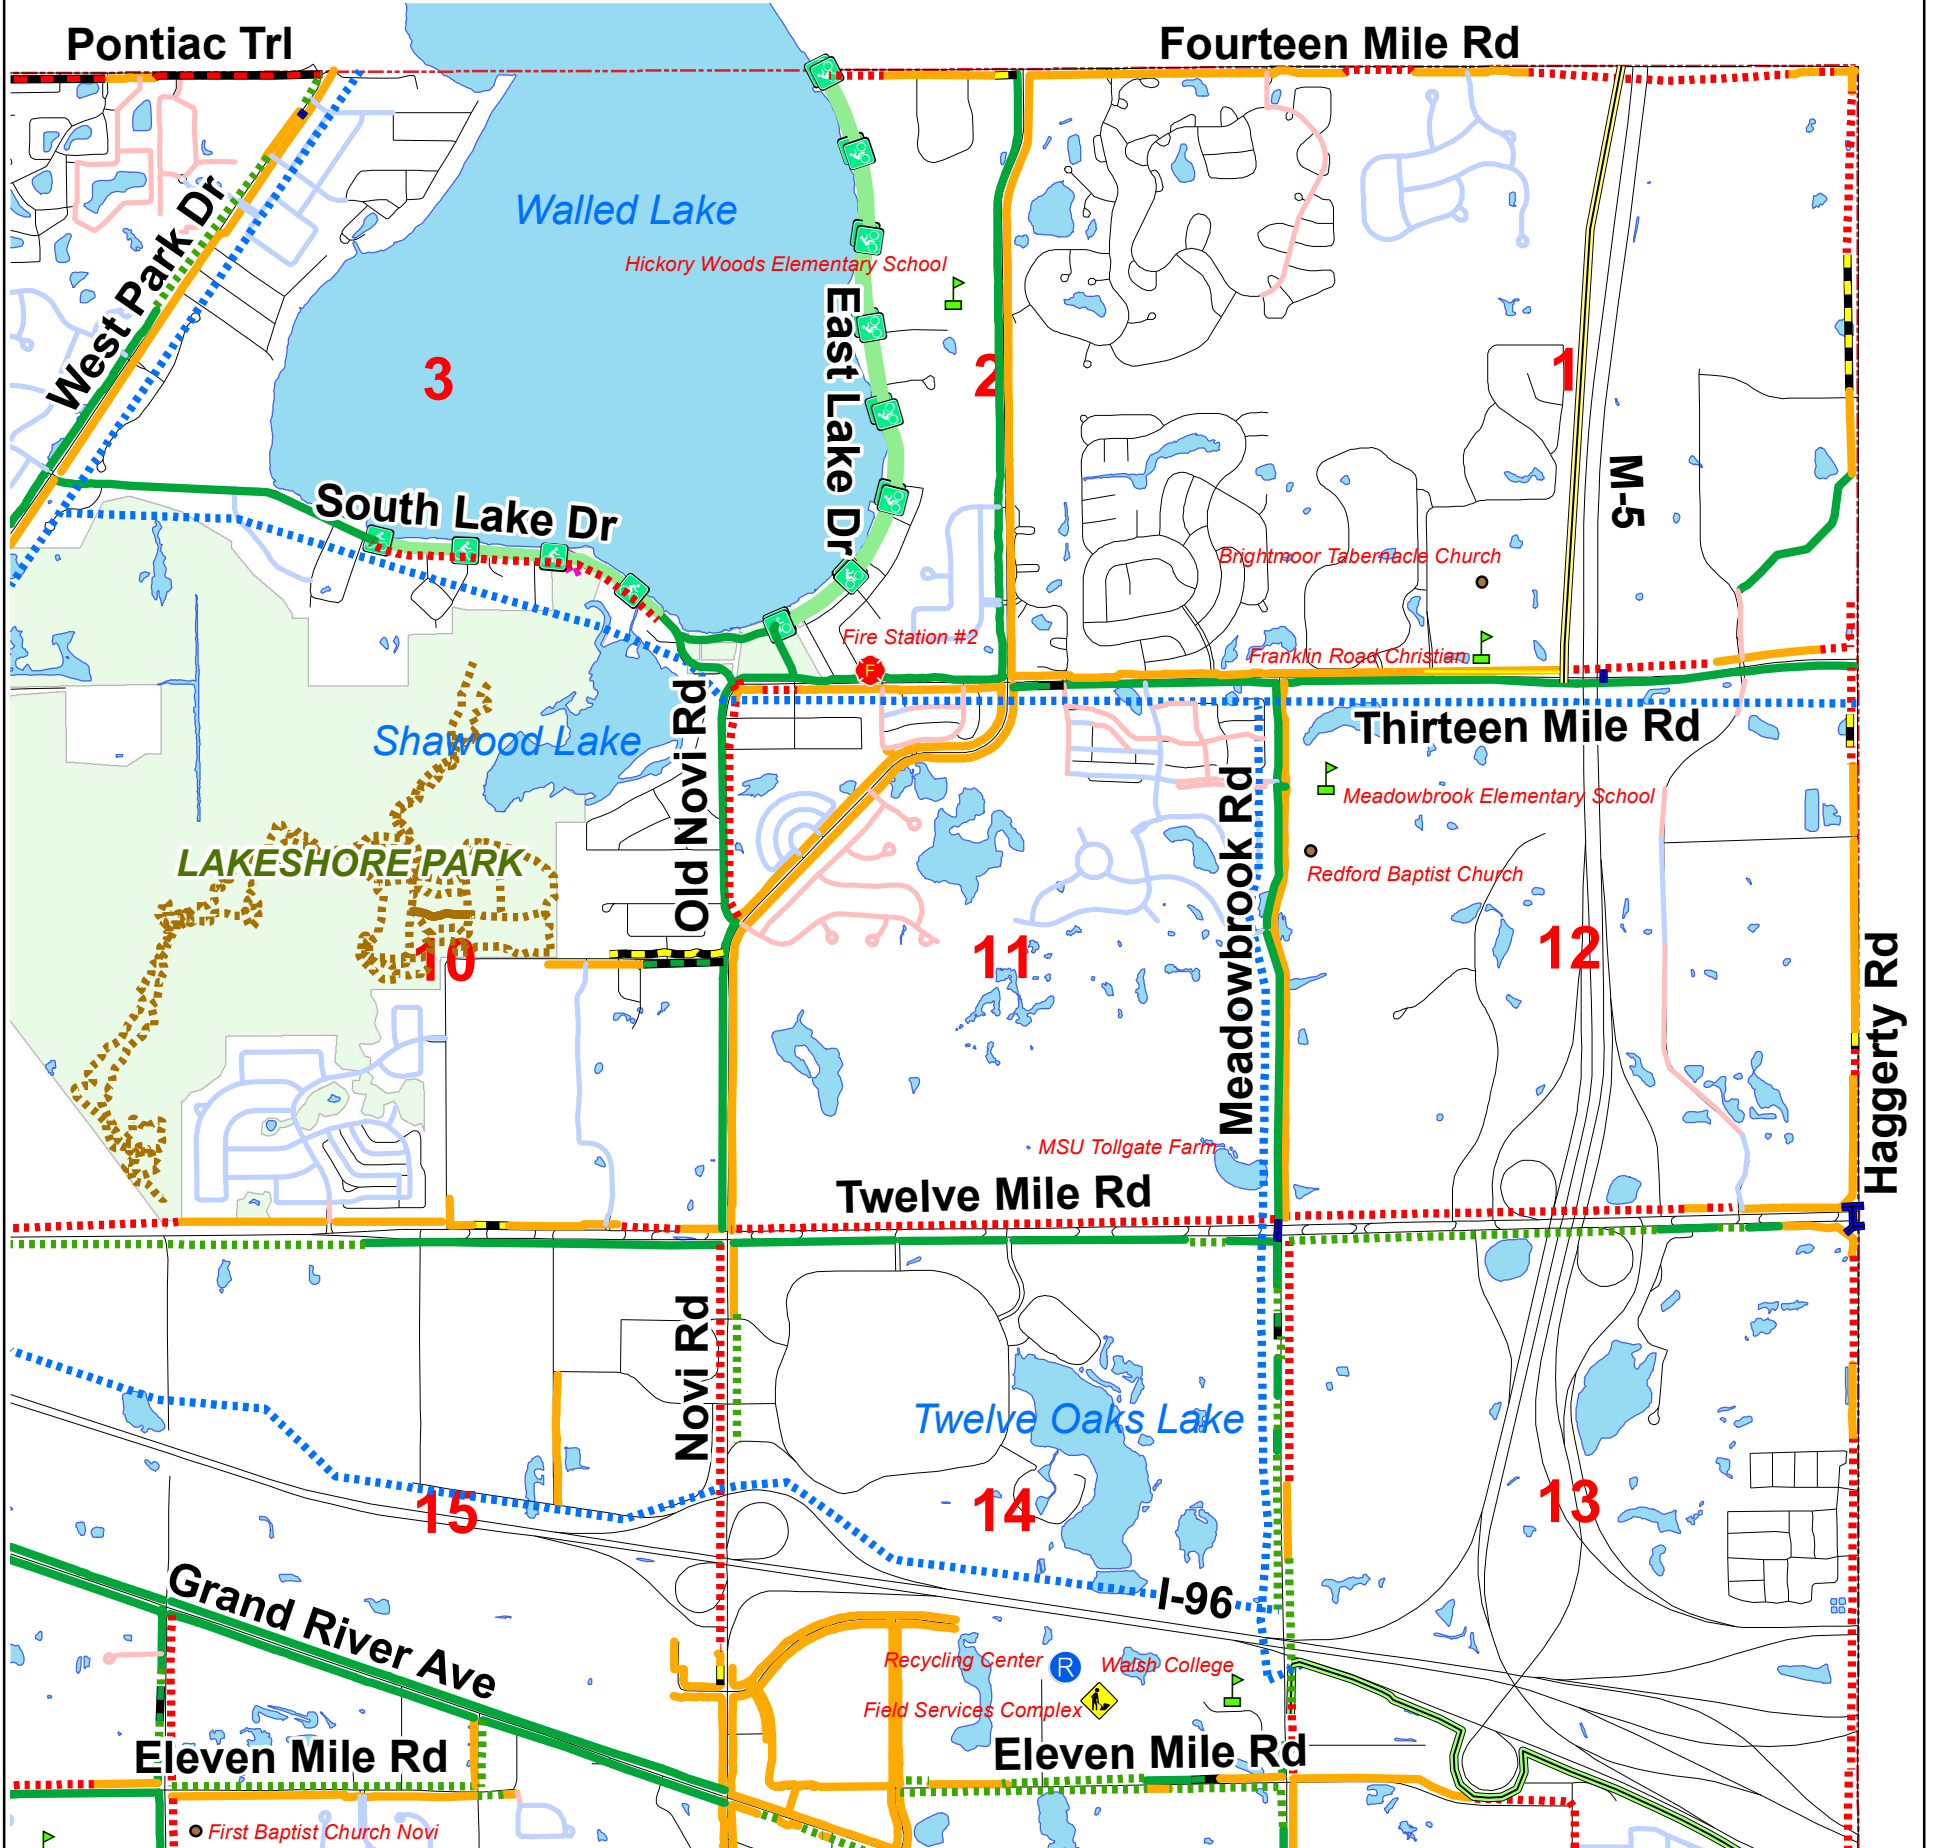 Pontiac Trl
Fourteen Mile Rd
West Park Dr
Walled Lake
Hickory Woods Elementary School
East Lake Dr
3
2
1
M-5
South Lake Dr
Brightmoor Tabernacle Church
Fire Station #2
F
Franklin Road Christian
Old Novi Rd
Shawood Lake
Thirteen Mile Rd
Meadowbrook Rd
Meadowbrook Elementary School
LAKESHORE PARK
Redford Baptist Church
10
11
12
Haggerty Rd
MSU Tollgate Farm
Twelve Mile Rd
Novi Rd
Twelve Oaks Lake
15
14
13
Grand River Ave
I-96
Recycling Center
R
Walsh College
Field Services Complex
Eleven Mile Rd
Eleven Mile Rd
First Baptist Church Novi